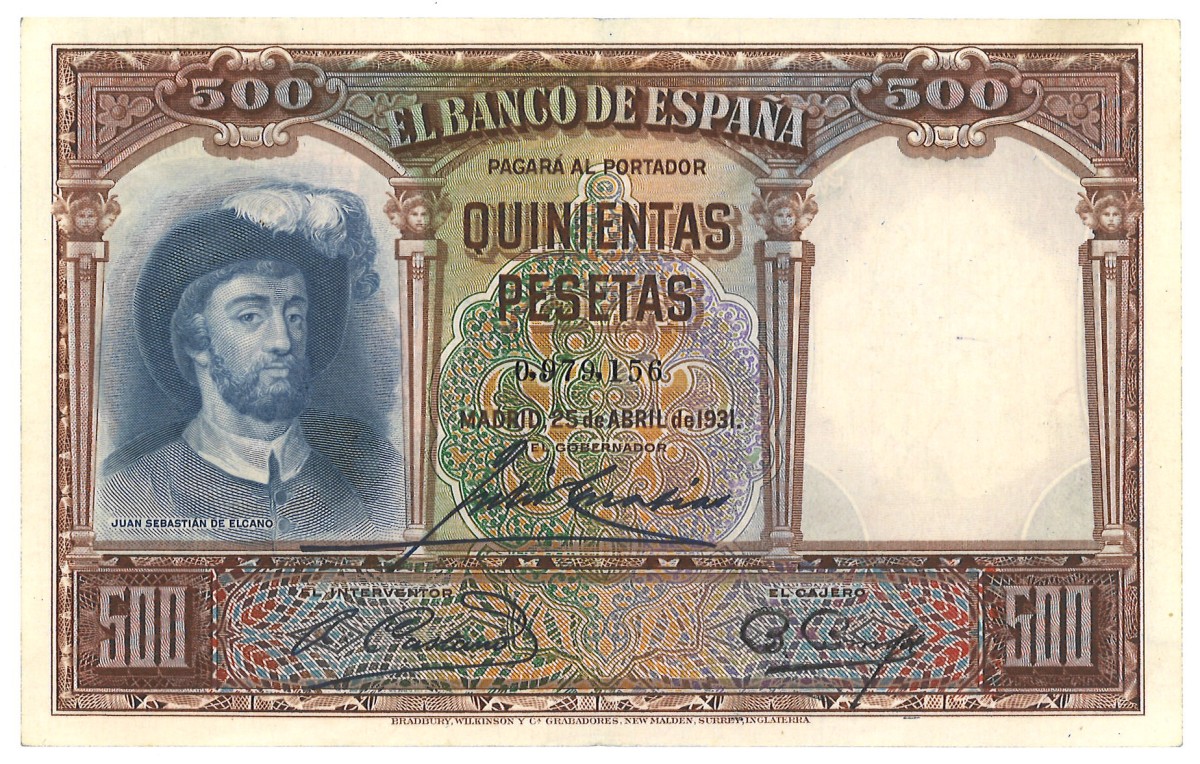 500 500
EL BANCO DE ESPAÑA
PAGARÁ AL PORTADOR
QUINIENTAS
PESETAS
0,979,156
MADRID, 25 de ABRIL de 1931.
EL GOBERNADOR
JUAN SEBASTIÁN DE ELCANO
EL INTERVENTOR
EL CAJERO
500 500
BRADBURY, WILKINSON Y Cª GRABADORES, NEW MALDEN, SURREY, INGLATERRA